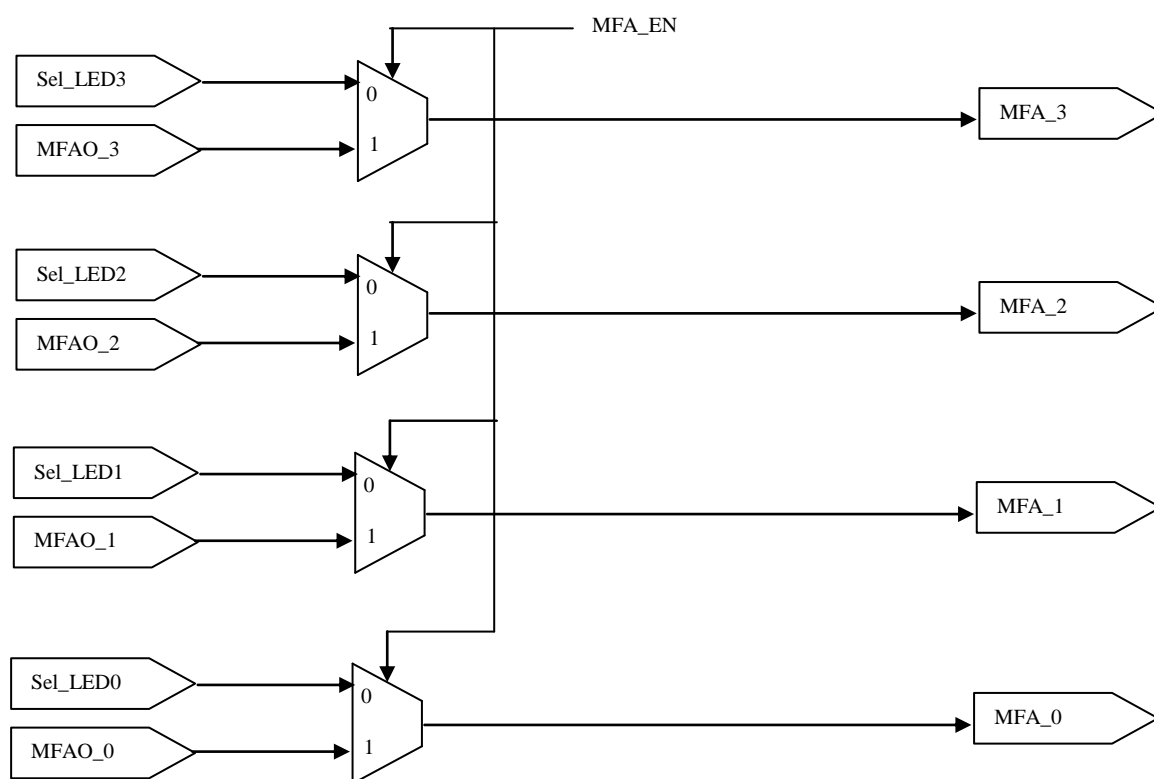 MFA_EN
Sel_LED3
0
MFA_3
MFAO_3
1
Sel_LED2
0
MFA_2
MFAO_2
1
Sel_LED1
0
MFA_1
MFAO_1
1
Sel_LED0
0
MFA_0
MFAO_0
1